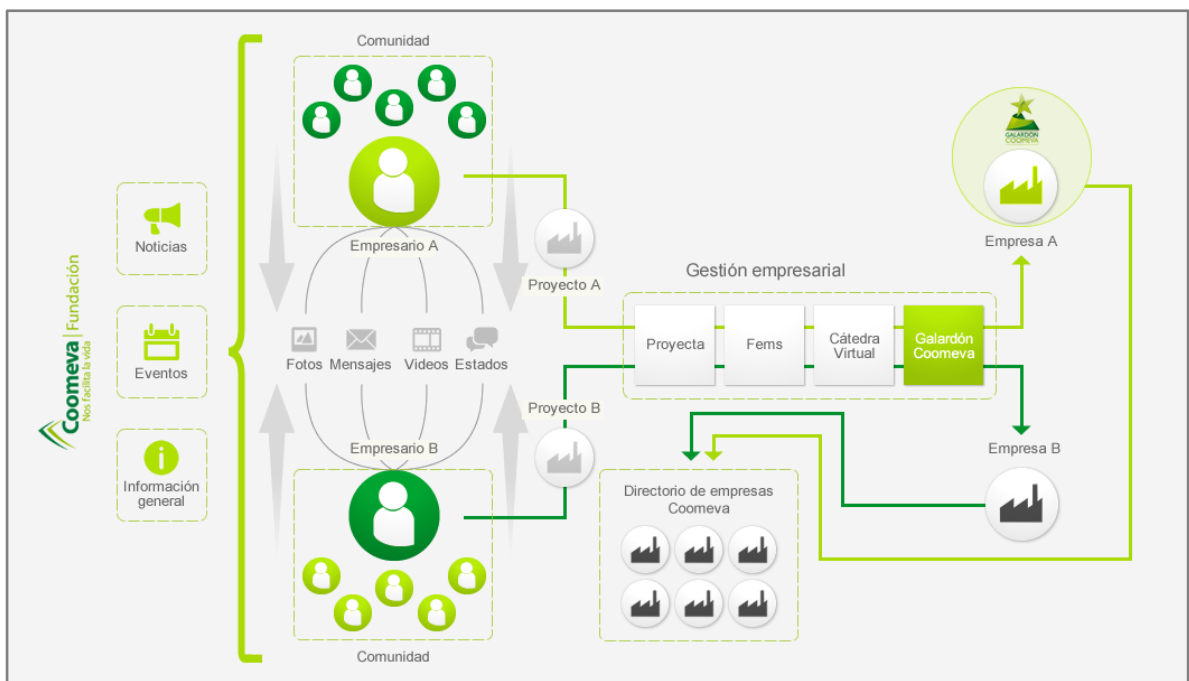 Coomeva | Fundación
Nos facilita la vida
Noticias
Eventos
Información
general
Comunidad
Empresario A
Fotos
Mensajes
Videos
Estados
Empresario B
Comunidad
Proyecto A
Proyecto B
Gestión empresarial
Proyecta
Fems
Cátedra
Virtual
Galardón
Coomeva
GALARDÓN
COOMEVA
Empresa A
Empresa B
Directorio de empresas
Coomeva